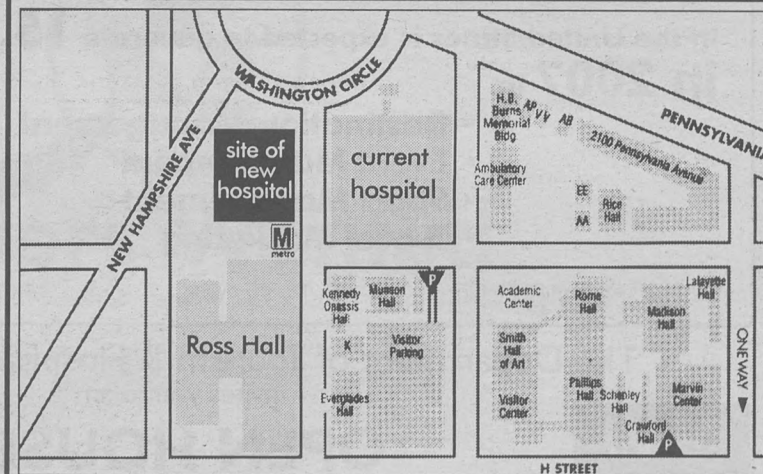 WASHINGTON CIRCLE
NEW HAMPSHIRE AVE
PENNSYLVANIA
site of
new
hospital
current
hospital
H.B.
Burns
Memorial
Bldg
AP
VV
AB
2100 Pennsylvania Avenue
Ambulatory
Care Center
EE
AA
Rice
Hall
M
metro
Ross Hall
Kennedy
Onassis
Hall
Munson
Hall
P
K
Visitor
Parking
Everglades
Hall
Academic
Center
Rome
Hall
Lafayette
Hall
Madison
Hall
Smith
Hall
of Art
Phillips
Hall
Schenley
Hall
Visitor
Center
Marvin
Center
Crawford
Hall
P
ONE WAY
H STREET